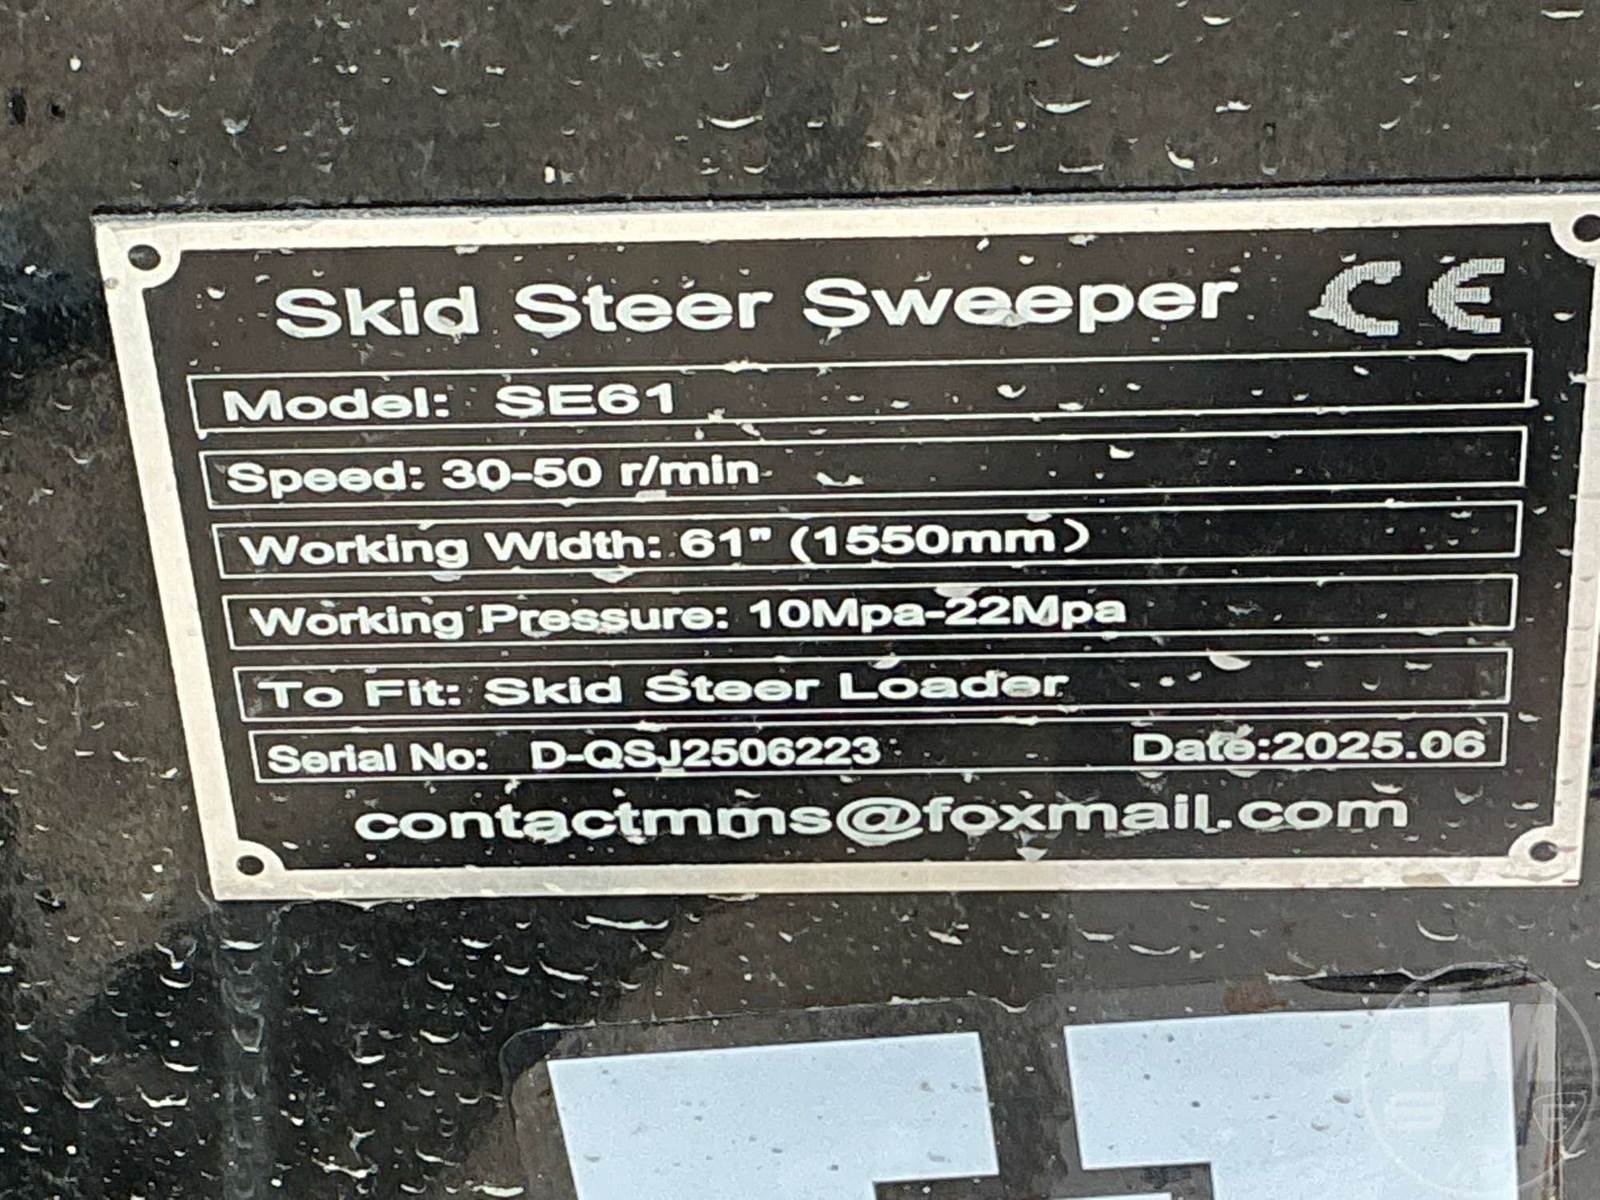 Skid Steer Sweeper CE
Model: SE61
Speed: 30-50 r/min
Working Width: 61" (1550mm)
Working Pressure: 10Mpa-22Mpa
To Fit: Skid Steer Loader
Serial No: D-QSJ2506223 Date:2025.06
contactmms@foxmail.com